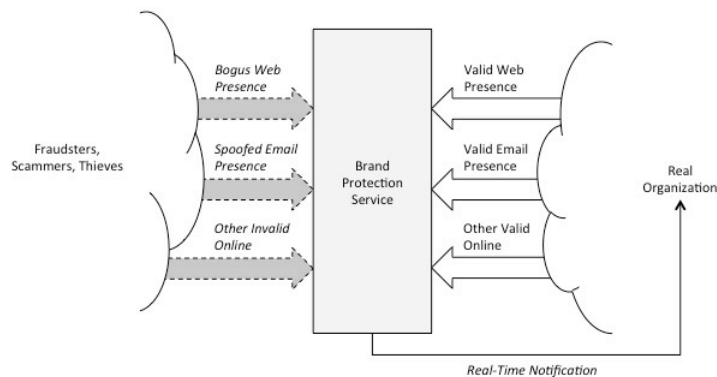 Bogus Web
Presence
Valid Web
Presence
Fraudsters,
Scammers, Thieves
Spoofed Email
Presence
Brand
Protection
Service
Valid Email
Presence
Real
Organization
Other Invalid
Online
Other Valid
Online
Real-Time Notification